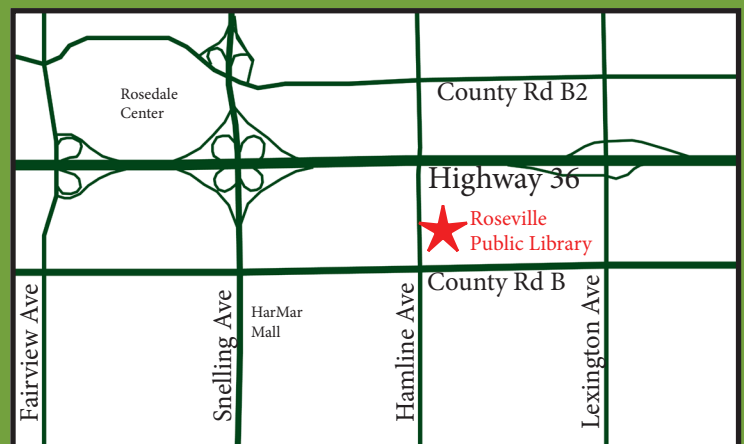 Rosedale
Center
County Rd B2
Highway 36
Roseville
Public Library
County Rd B
HarMar
Mall
Fairview Ave
Snelling Ave
Hamline Ave
Lexington Ave